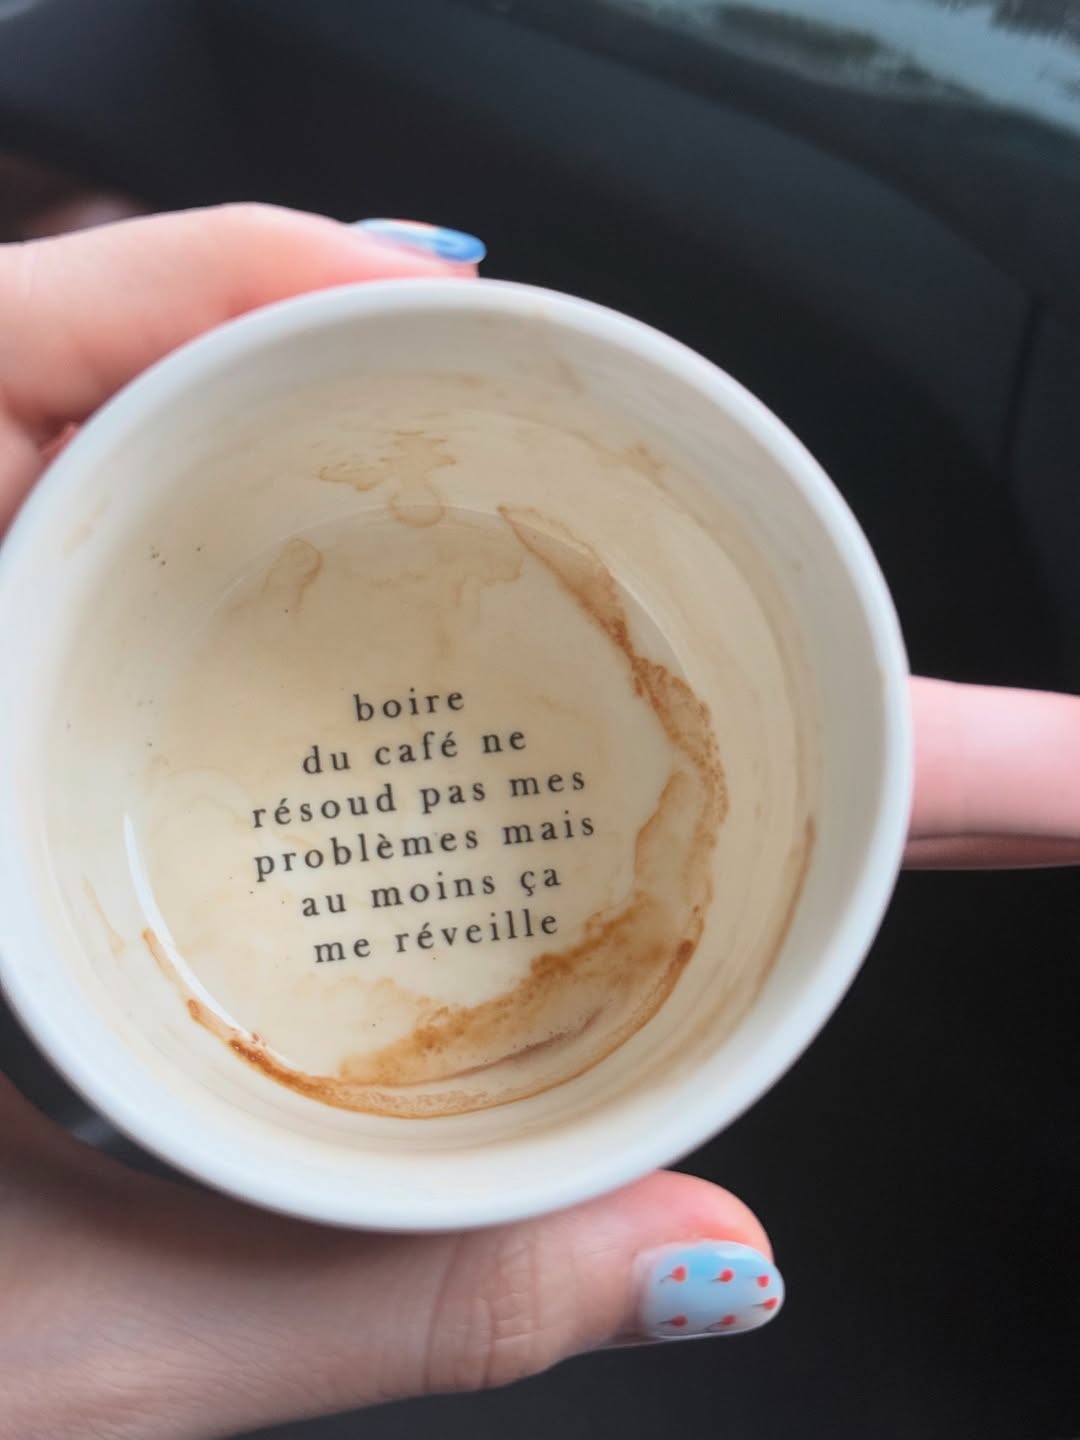 boire
du café ne
résoud pas mes
problèmes mais
au moins ça
me réveille